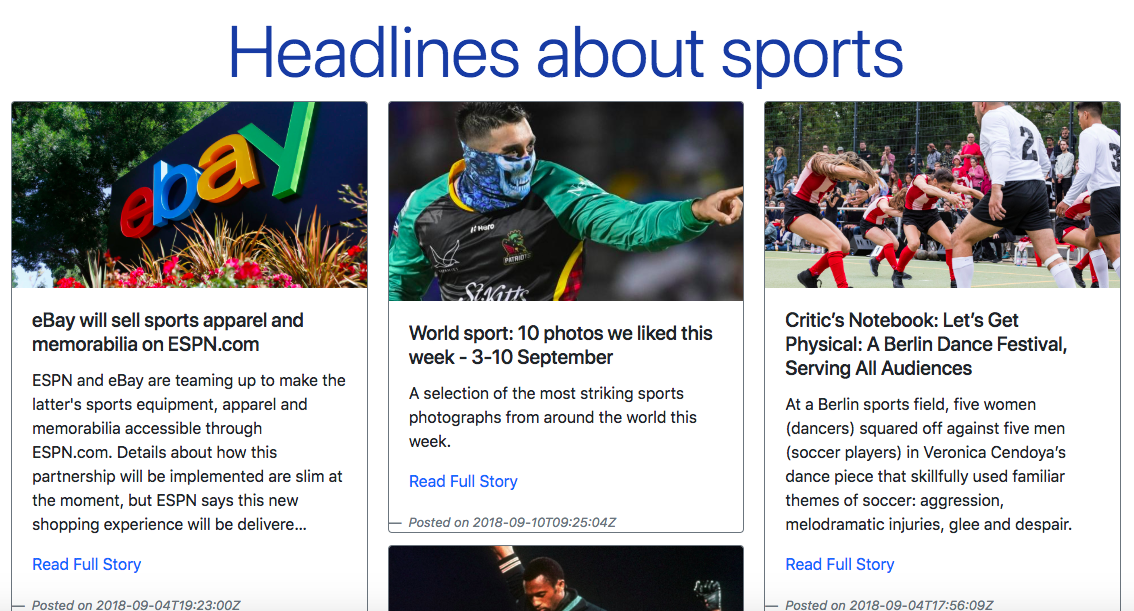 Headlines about sports
ebay
eBay will sell sports apparel and
memorabilia on ESPN.com
ESPN and eBay are teaming up to make the
latter's sports equipment, apparel and
memorabilia accessible through
ESPN.com. Details about how this
partnership will be implemented are slim at
the moment, but ESPN says this new
shopping experience will be delivere...
Read Full Story
— Posted on 2018-09-04T19:23:00Z
Hero
PATRIOTS
St.Kitts
World sport: 10 photos we liked this
week - 3-10 September
A selection of the most striking sports
photographs from around the world this
week.
Read Full Story
— Posted on 2018-09-10T09:25:04Z
2
3
Critic’s Notebook: Let’s Get
Physical: A Berlin Dance Festival,
Serving All Audiences
At a Berlin sports field, five women
(dancers) squared off against five men
(soccer players) in Veronica Cendoya’s
dance piece that skillfully used familiar
themes of soccer: aggression,
melodramatic injuries, glee and despair.
Read Full Story
— Posted on 2018-09-04T17:56:09Z